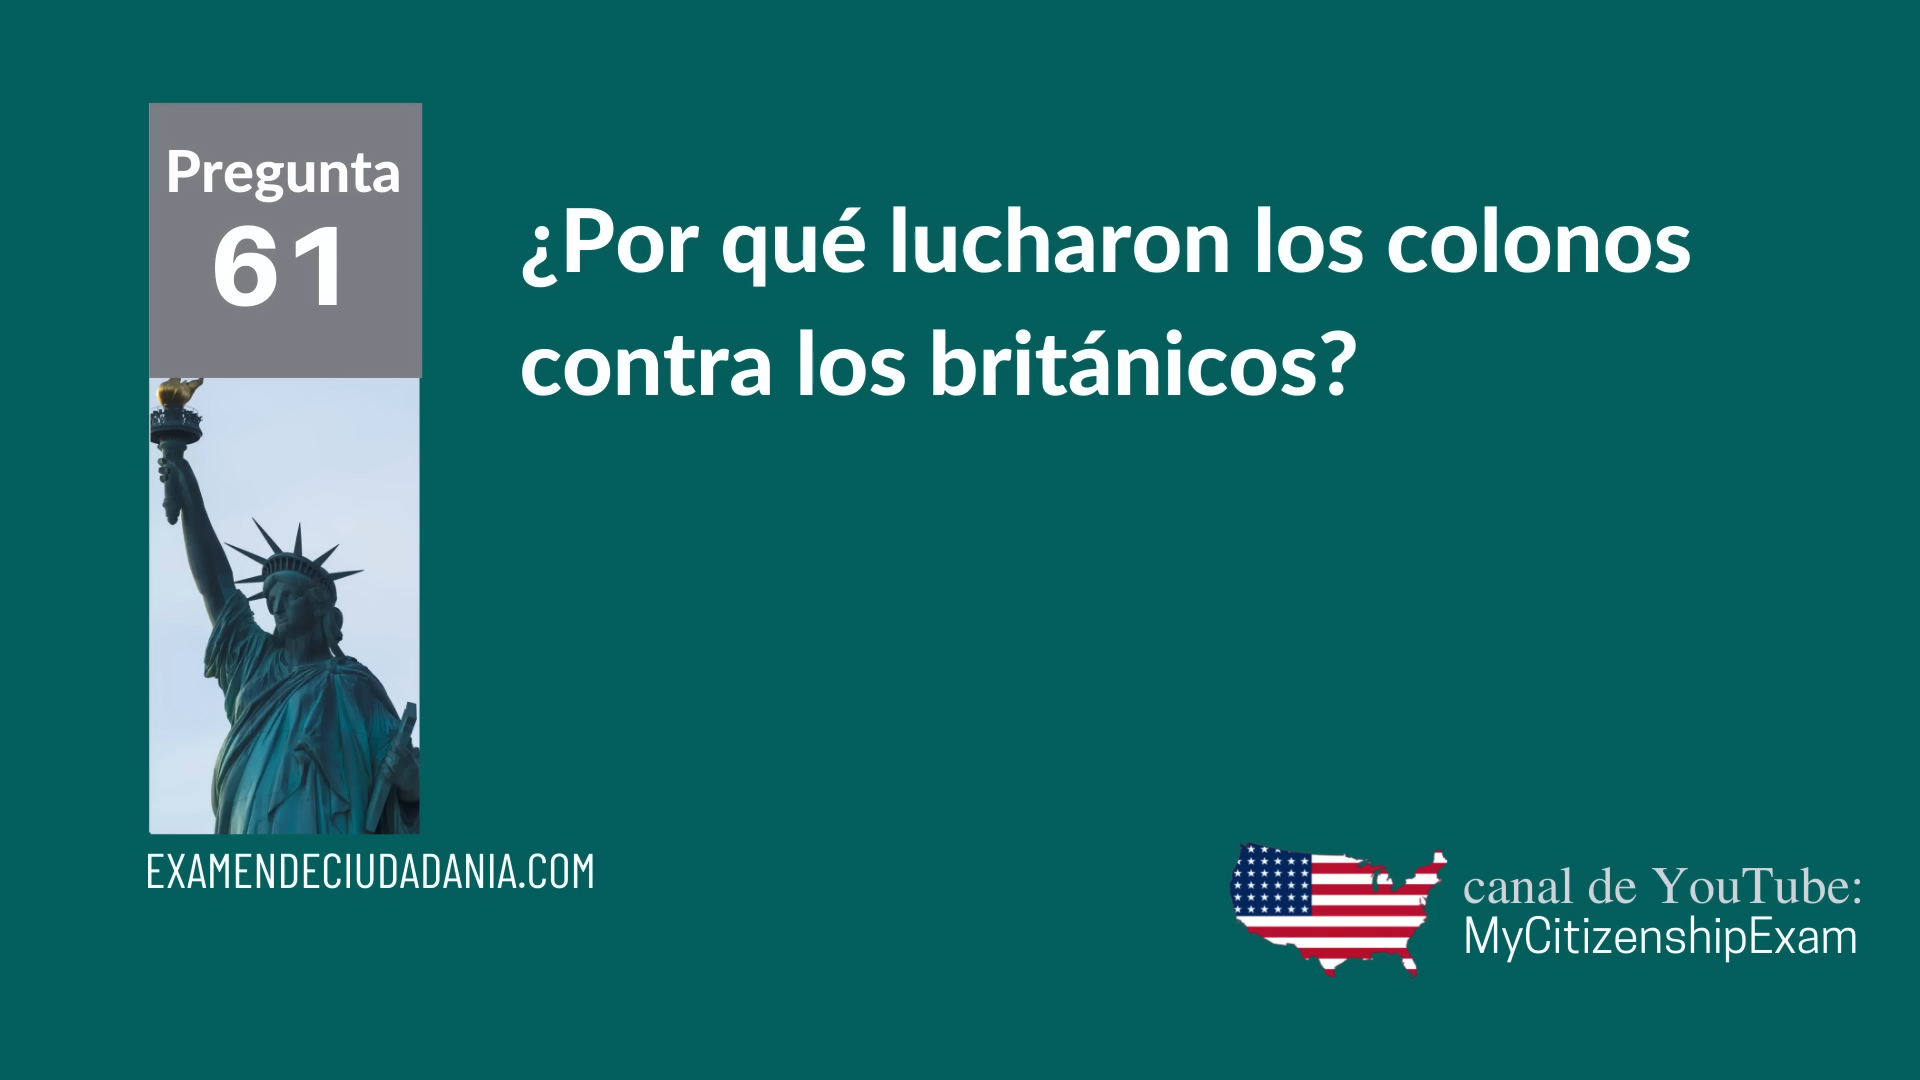 Pregunta
61
¿Por qué lucharon los colonos
contra los británicos?
EXAMENDECIUDADANIA.COM
canal de YouTube:
MyCitizenshipExam